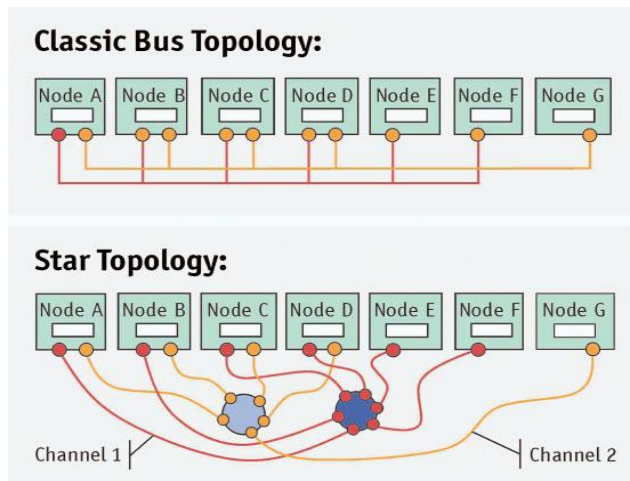 Classic Bus Topology:
Node A Node B Node C Node D Node E Node F Node G
Star Topology:
Node A Node B Node C Node D Node E Node F Node G
Channel 1 Channel 2